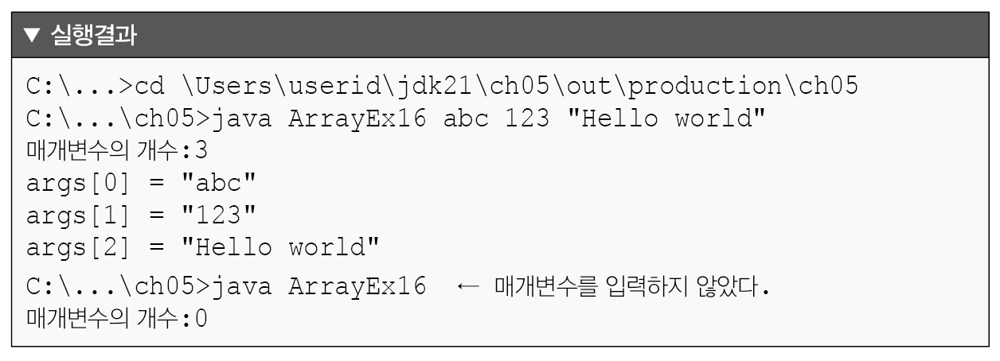 ▼ 실행결과
C:\...>cd \Users\userid\jdk21\ch05\out\production\ch05
C:\...\ch05>java ArrayEx16 abc 123 "Hello world"
매개변수의 개수:3
args[0] = "abc"
args[1] = "123"
args[2] = "Hello world"
C:\...\ch05>java ArrayEx16 ← 매개변수를 입력하지 않았다.
매개변수의 개수:0